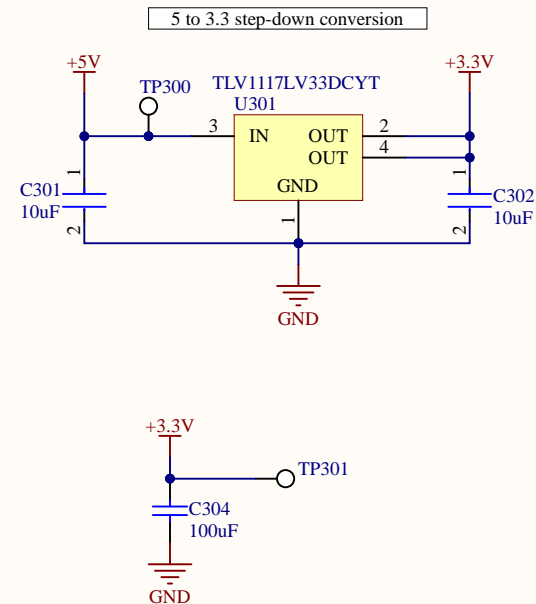 5 to 3.3 step-down conversion
+5V
+3.3V
TP300
TLV1117LV33DCYT
U301
3
IN
OUT
2
OUT
4
GND
1
C301
10uF
1
2
C302
10uF
1
2
GND
+3.3V
TP301
C304
100uF
GND